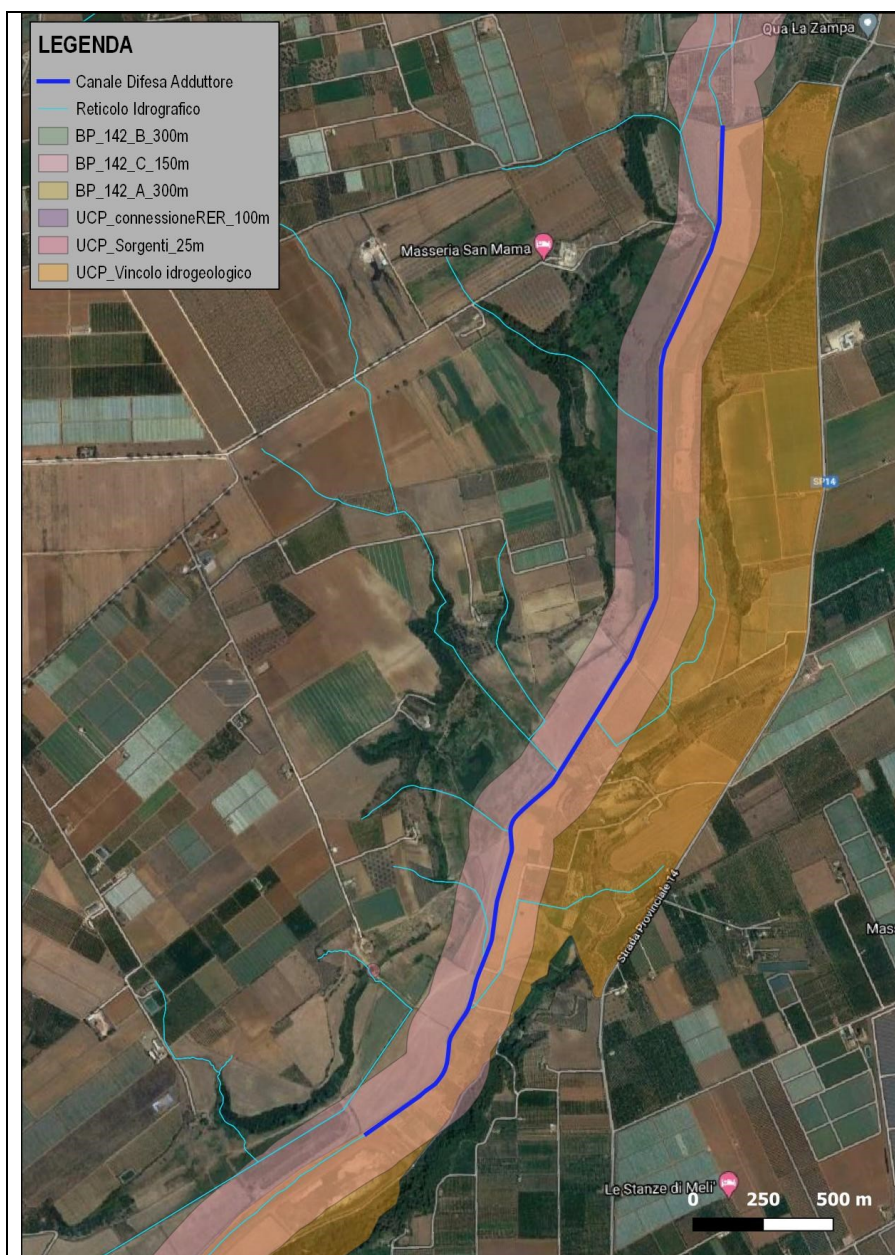 LEGENDA
Canale Difesa Adduttore
Reticolo Idrografico
BP_142_B_300m
BP_142_C_150m
BP_142_A_300m
UCP_connessioneRER_100m
UCP_Sorgenti_25m
UCP_Vincolo idrogeologico
Qua La Zampa
Masseria San Mama
SP14
Strada Provinciale 14
Mass
Le Stanze di Meli'
0 250 500 m